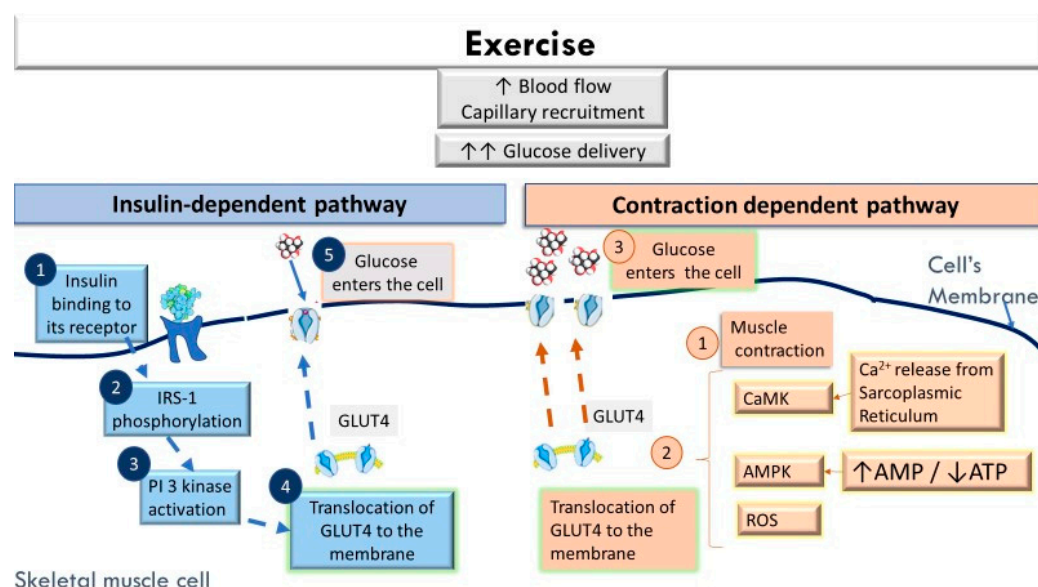 Exercise
↑ Blood flow
Capillary recruitment
↑↑ Glucose delivery
Insulin-dependent pathway
Contraction dependent pathway
1
Insulin
binding to
its receptor
2
IRS-1
phosphorylation
3
PI 3 kinase
activation
4
Translocation of
GLUT4 to the
membrane
GLUT4
5
Glucose
enters the cell
3
Glucose
enters the cell
Cell's
Membrane
1
Muscle
contraction
2
CaMK
Ca²⁺ release from
Sarcoplasmic
Reticulum
AMPK
↑AMP / ↓ATP
ROS
GLUT4
Translocation of
GLUT4 to the
membrane
Skeletal muscle cell